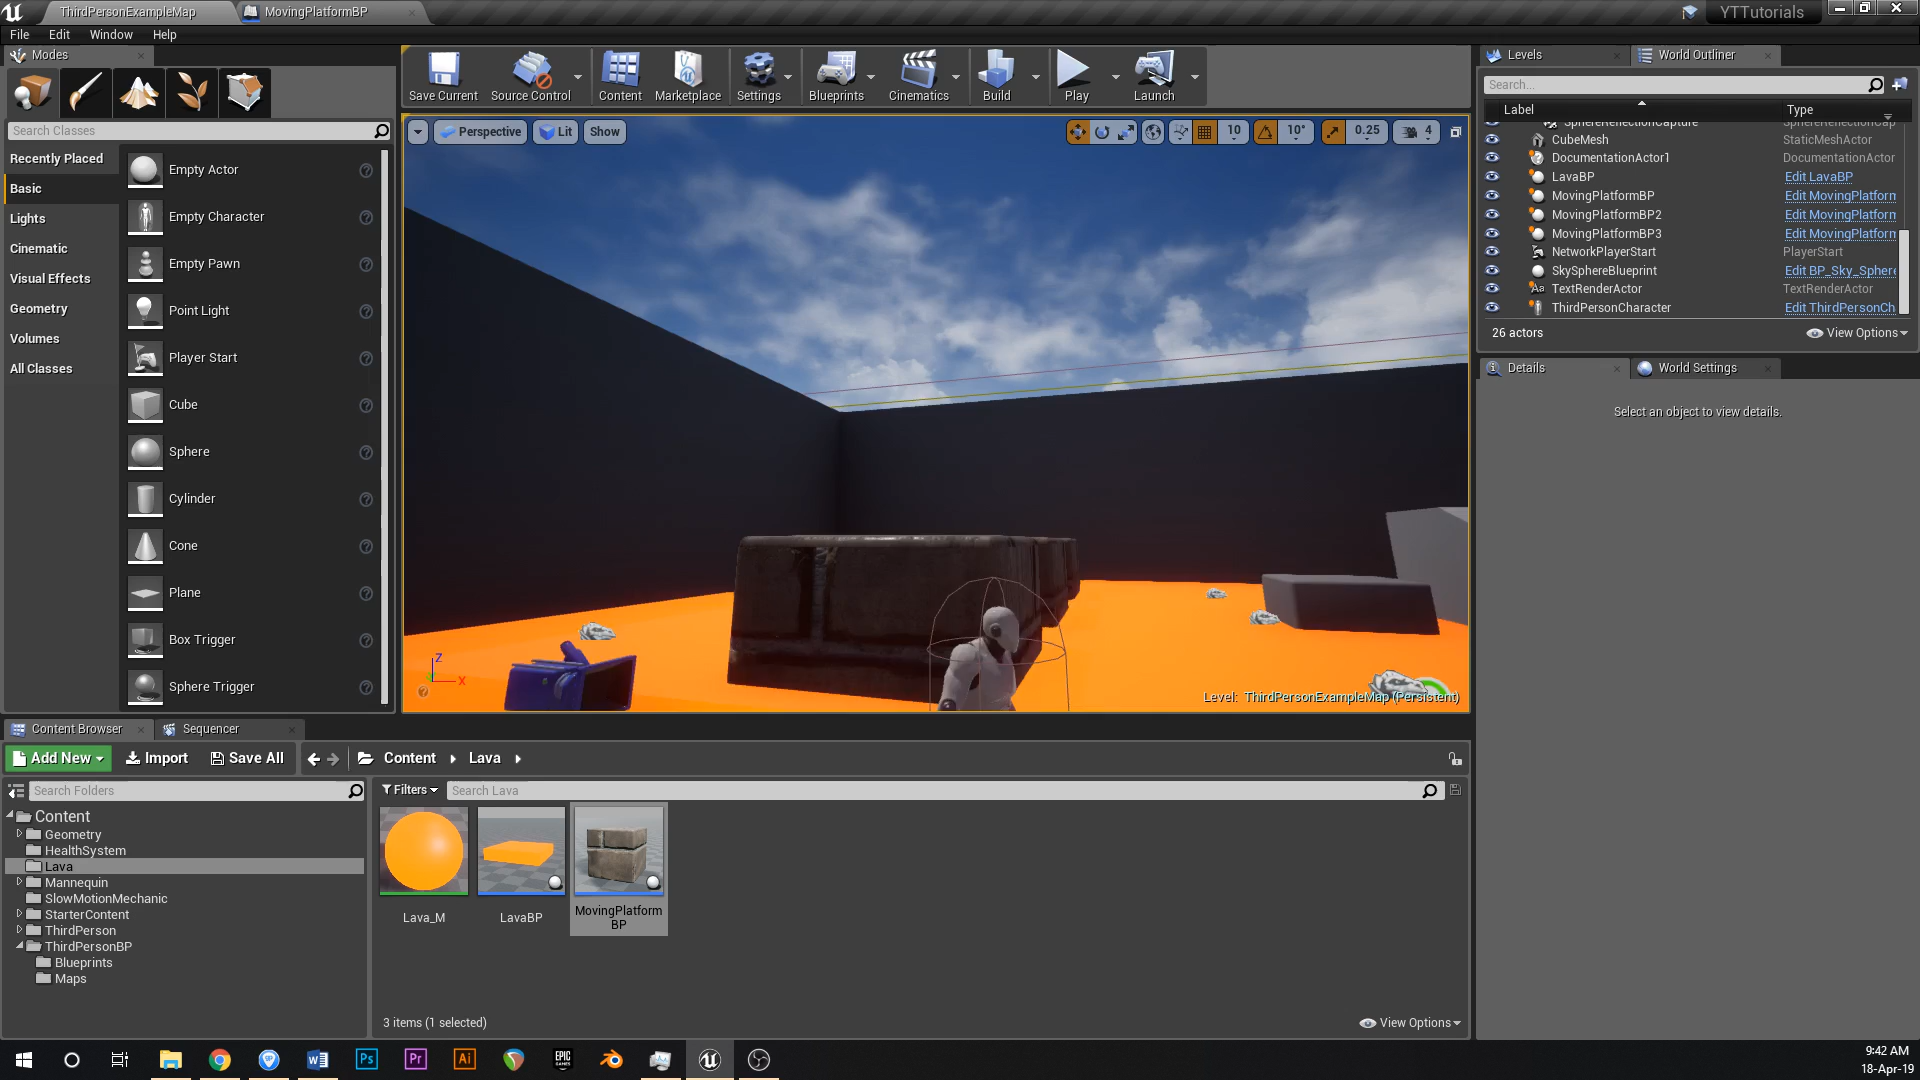 ThirdPersonExampleMap
MovingPlatformBP
YTTutorials
File Edit Window Help
Modes
Search Classes
Recently Placed
Basic
Lights
Cinematic
Visual Effects
Geometry
Volumes
All Classes
Empty Actor
Empty Character
Empty Pawn
Point Light
Player Start
Cube
Sphere
Cylinder
Cone
Plane
Box Trigger
Sphere Trigger
Save Current
Source Control
Content
Marketplace
Settings
Blueprints
Cinematics
Build
Play
Launch
Perspective
Lit
Show
10
10°
0.25
4
Z
X
Level: ThirdPersonExampleMap (Persistent)
Levels
World Outliner
Search...
Label Type
SphereReflectionCapture SphereReflectionCap
CubeMesh StaticMeshActor
DocumentationActor1 DocumentationActor
LavaBP Edit LavaBP
MovingPlatformBP Edit MovingPlatform
MovingPlatformBP2 Edit MovingPlatform
MovingPlatformBP3 Edit MovingPlatform
NetworkPlayerStart PlayerStart
SkySphereBlueprint Edit BP_Sky_Sphere
TextRenderActor TextRenderActor
ThirdPersonCharacter Edit ThirdPersonCh
26 actors
View Options
Details
World Settings
Select an object to view details.
Content Browser
Sequencer
Add New
Import
Save All
Content
Lava
Search Folders
Filters
Search Lava
Content
Geometry
HealthSystem
Lava
Mannequin
SlowMotionMechanic
StarterContent
ThirdPerson
ThirdPersonBP
Blueprints
Maps
Lava_M
LavaBP
MovingPlatform
BP
3 items (1 selected)
View Options
Ps
Pr
Ai
EPIC
GAMES
9:42 AM
18-Apr-19